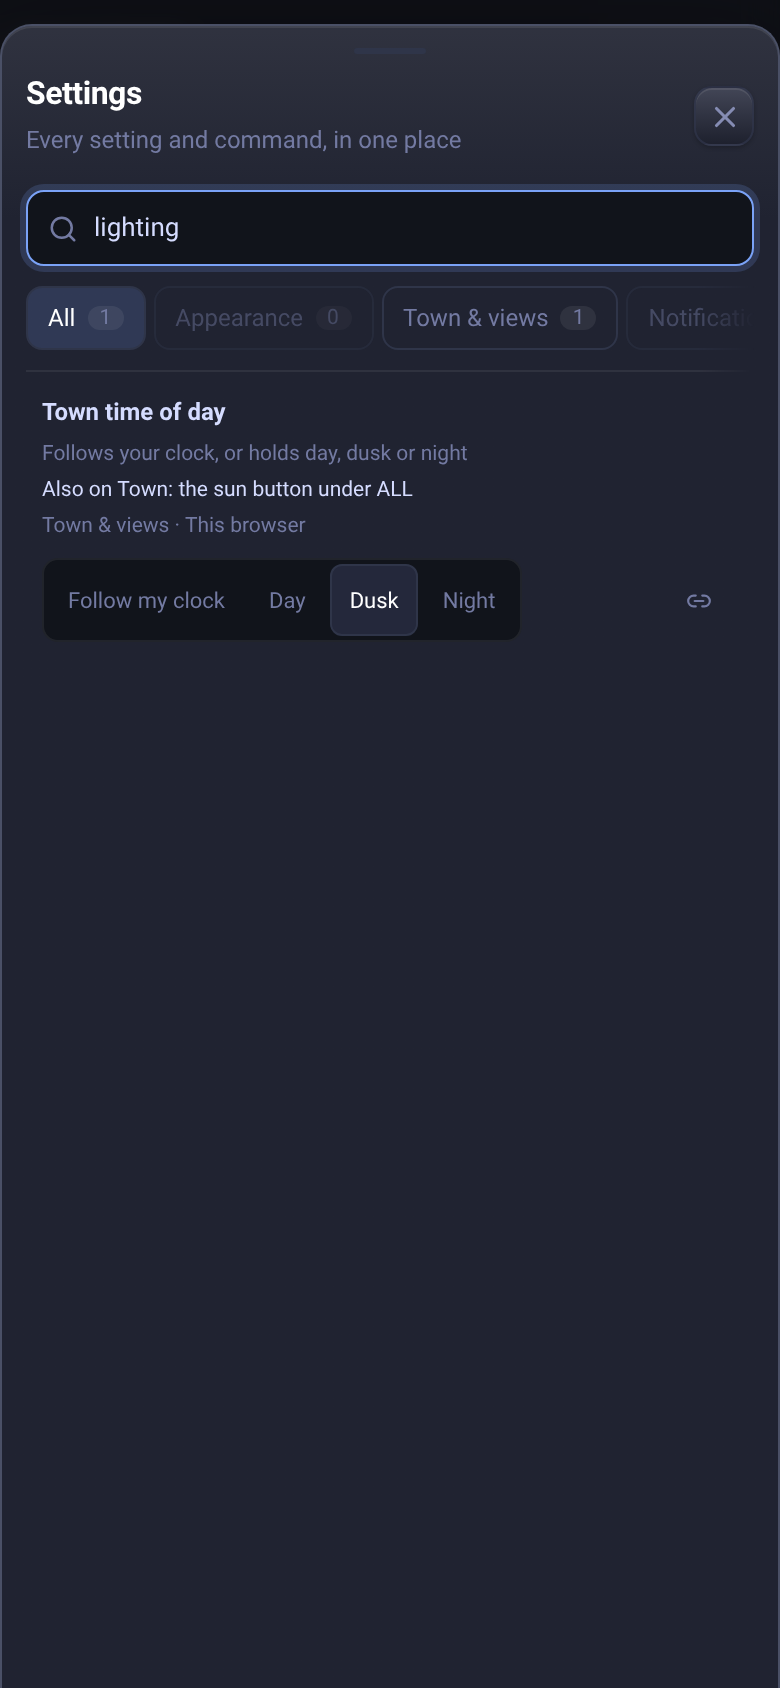 Settings
Every setting and command, in one place
lighting
All 1 Appearance 0 Town & views 1
Town time of day
Follows your clock, or holds day, dusk or night
Also on Town: the sun button under ALL
Town & views · This browser
Follow my clock Day Dusk Night